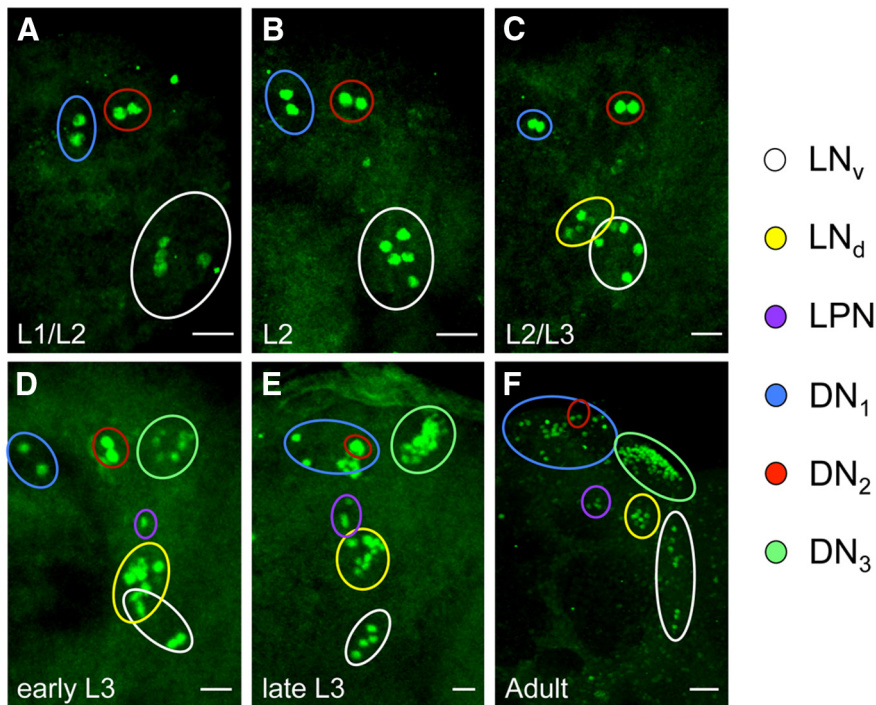 A
B
C
L1/L2
L2
L2/L3
D
E
F
early L3
late L3
Adult
LNv
LNd
LPN
DN1
DN2
DN3